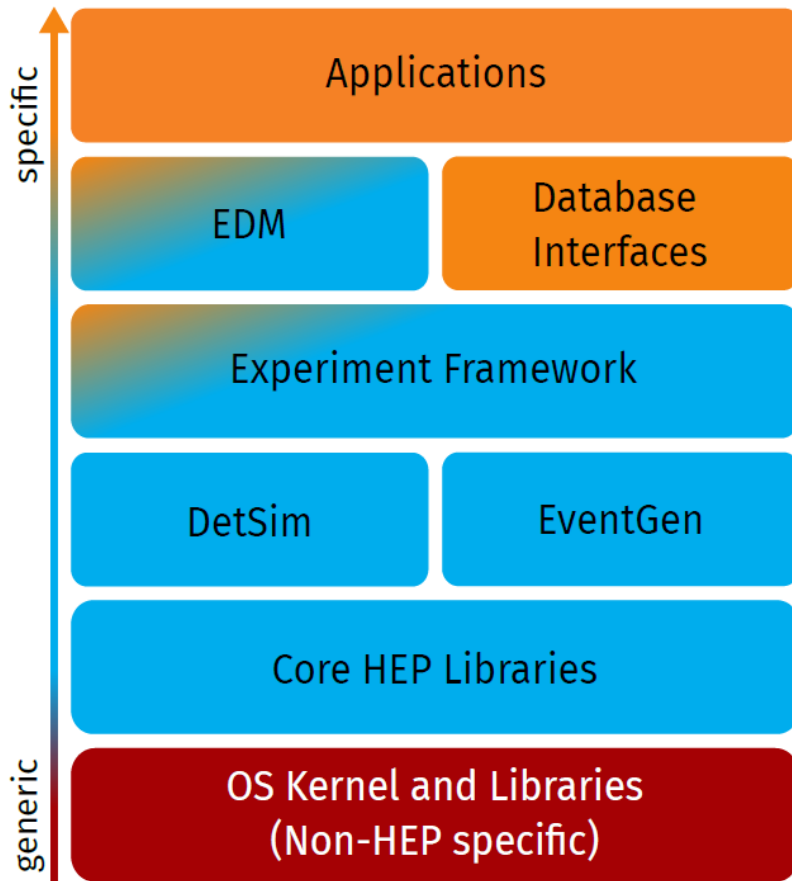 specific
Applications
EDM
Database
Interfaces
Experiment Framework
DetSim
EventGen
Core HEP Libraries
generic
OS Kernel and Libraries
(Non-HEP specific)